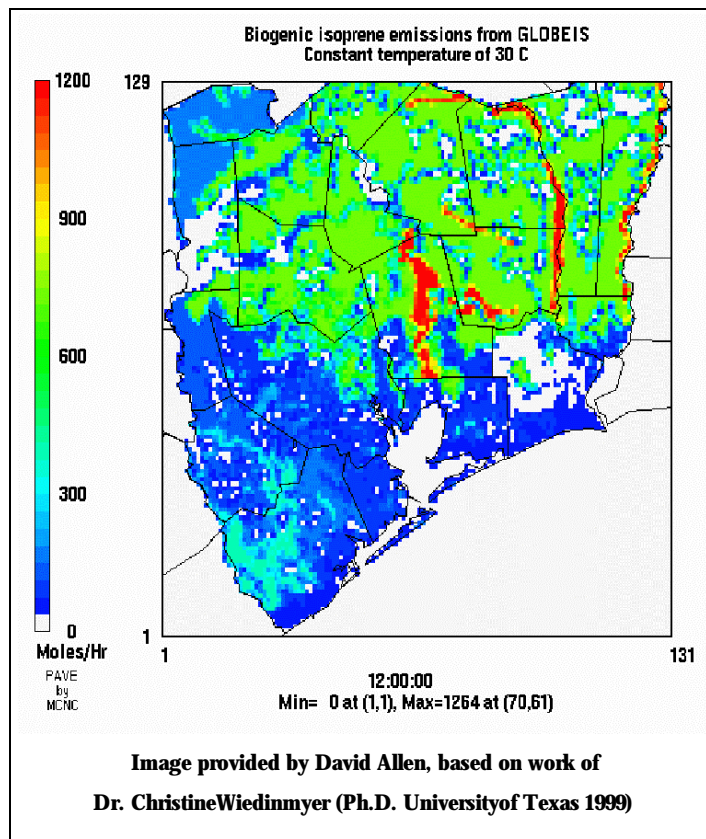 Biogenic isoprene emissions from GLOBEIS
Constant temperature of 30 C
1200
900
600
300
0
Moles/Hr
PAVE
by
MCNC
129
1
1
131
12:00:00
Min= 0 at (1,1), Max=1264 at (70,61)
Image provided by David Allen, based on work of
Dr. ChristineWiedinmyer (Ph.D. Universityof Texas 1999)